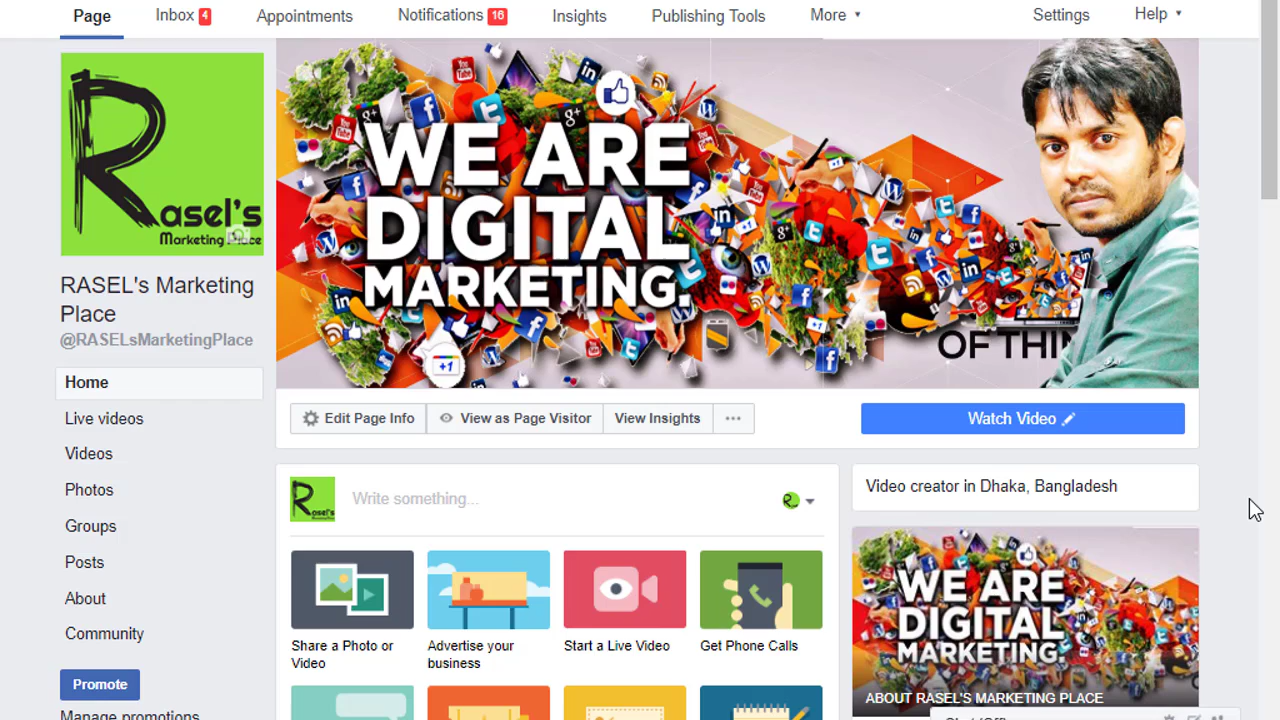 Page Inbox 4 Appointments Notifications 16 Insights Publishing Tools More Settings Help
Rasel's
Marketing Place
WE ARE
DIGITAL
MARKETING.
OF THIN
RASEL's Marketing
Place
@RASELsMarketingPlace
Home
Live videos
Videos
Photos
Groups
Posts
About
Community
Promote
Manage promotions
Edit Page Info View as Page Visitor View Insights ...
Watch Video
Write something...
Share a Photo or
Video
Advertise your
business
Start a Live Video
Get Phone Calls
Video creator in Dhaka, Bangladesh
WE ARE
DIGITAL
MARKETING.
ABOUT RASEL'S MARKETING PLACE